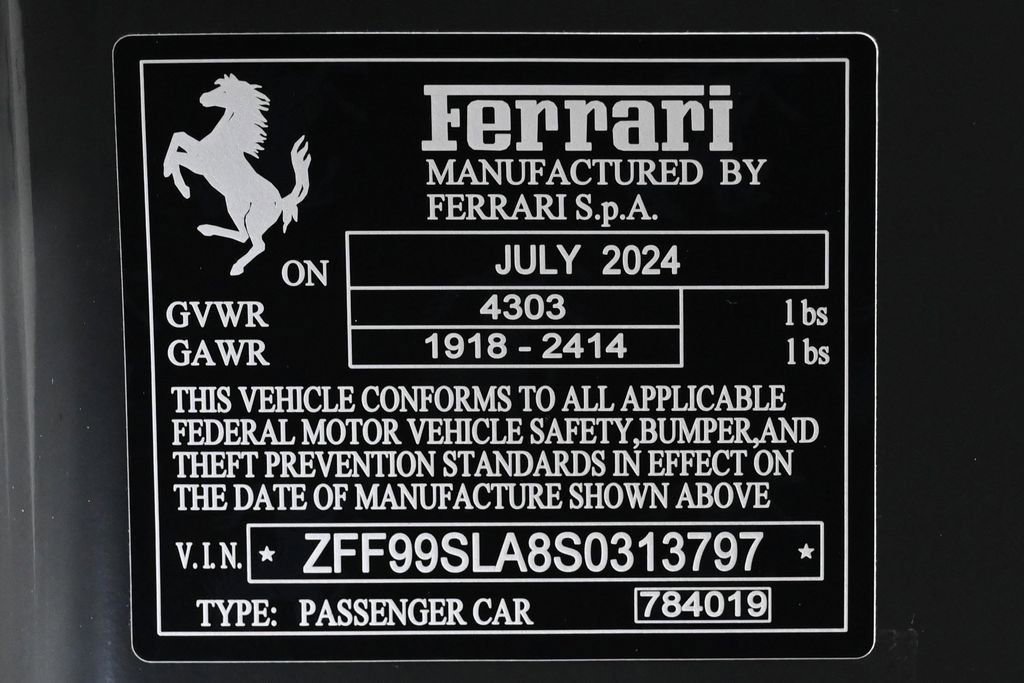 Ferrari
MANUFACTURED BY
FERRARI S.p.A.
ON JULY 2024
GVWR 4303 lbs
GAWR 1918 - 2414 lbs
THIS VEHICLE CONFORMS TO ALL APPLICABLE
FEDERAL MOTOR VEHICLE SAFETY,BUMPER,AND
THEFT PREVENTION STANDARDS IN EFFECT ON
THE DATE OF MANUFACTURE SHOWN ABOVE
V.I.N. ★ ZFF99SLA8S0313797 ★
TYPE: PASSENGER CAR 784019